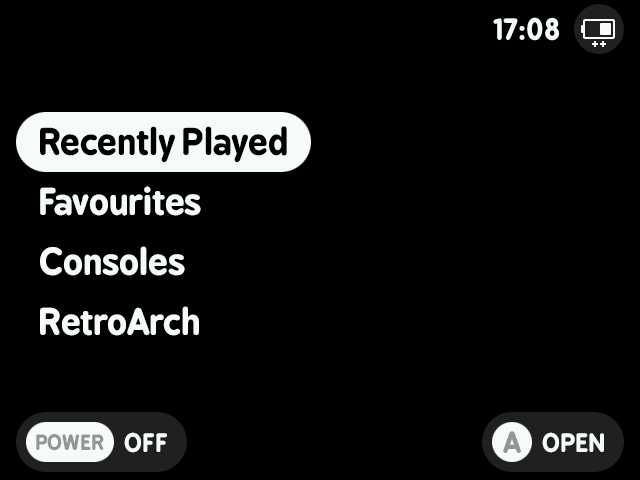 17:08
Recently Played
Favourites
Consoles
RetroArch
POWER OFF
A OPEN